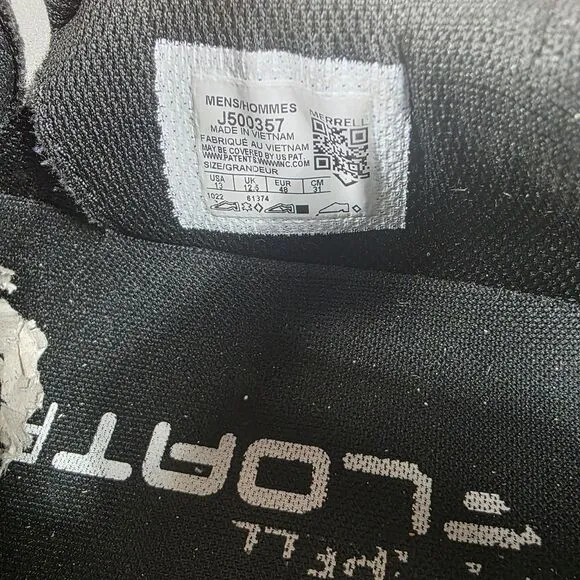 MENS/HOMMES
J500357
MADE IN VIETNAM
FABRIQUÉ AU VIETNAM
MAY BE COVERED BY US PAT.
WWW.PATENTS.WWWINC.COM
SIZE/GRANDEUR
USA UK EUR CM
13 12.5 48 31
1022 61374
MERRELL